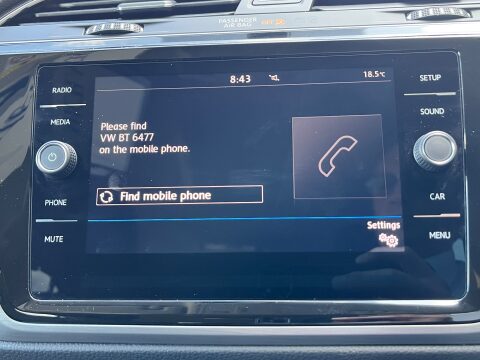 PASSENGER
AIR BAG OFF
8:43
18.5°C
RADIO
MEDIA
PHONE
MUTE
Please find
VW BT 6477
on the mobile phone.
Find mobile phone
Settings
SETUP
SOUND
CAR
MENU